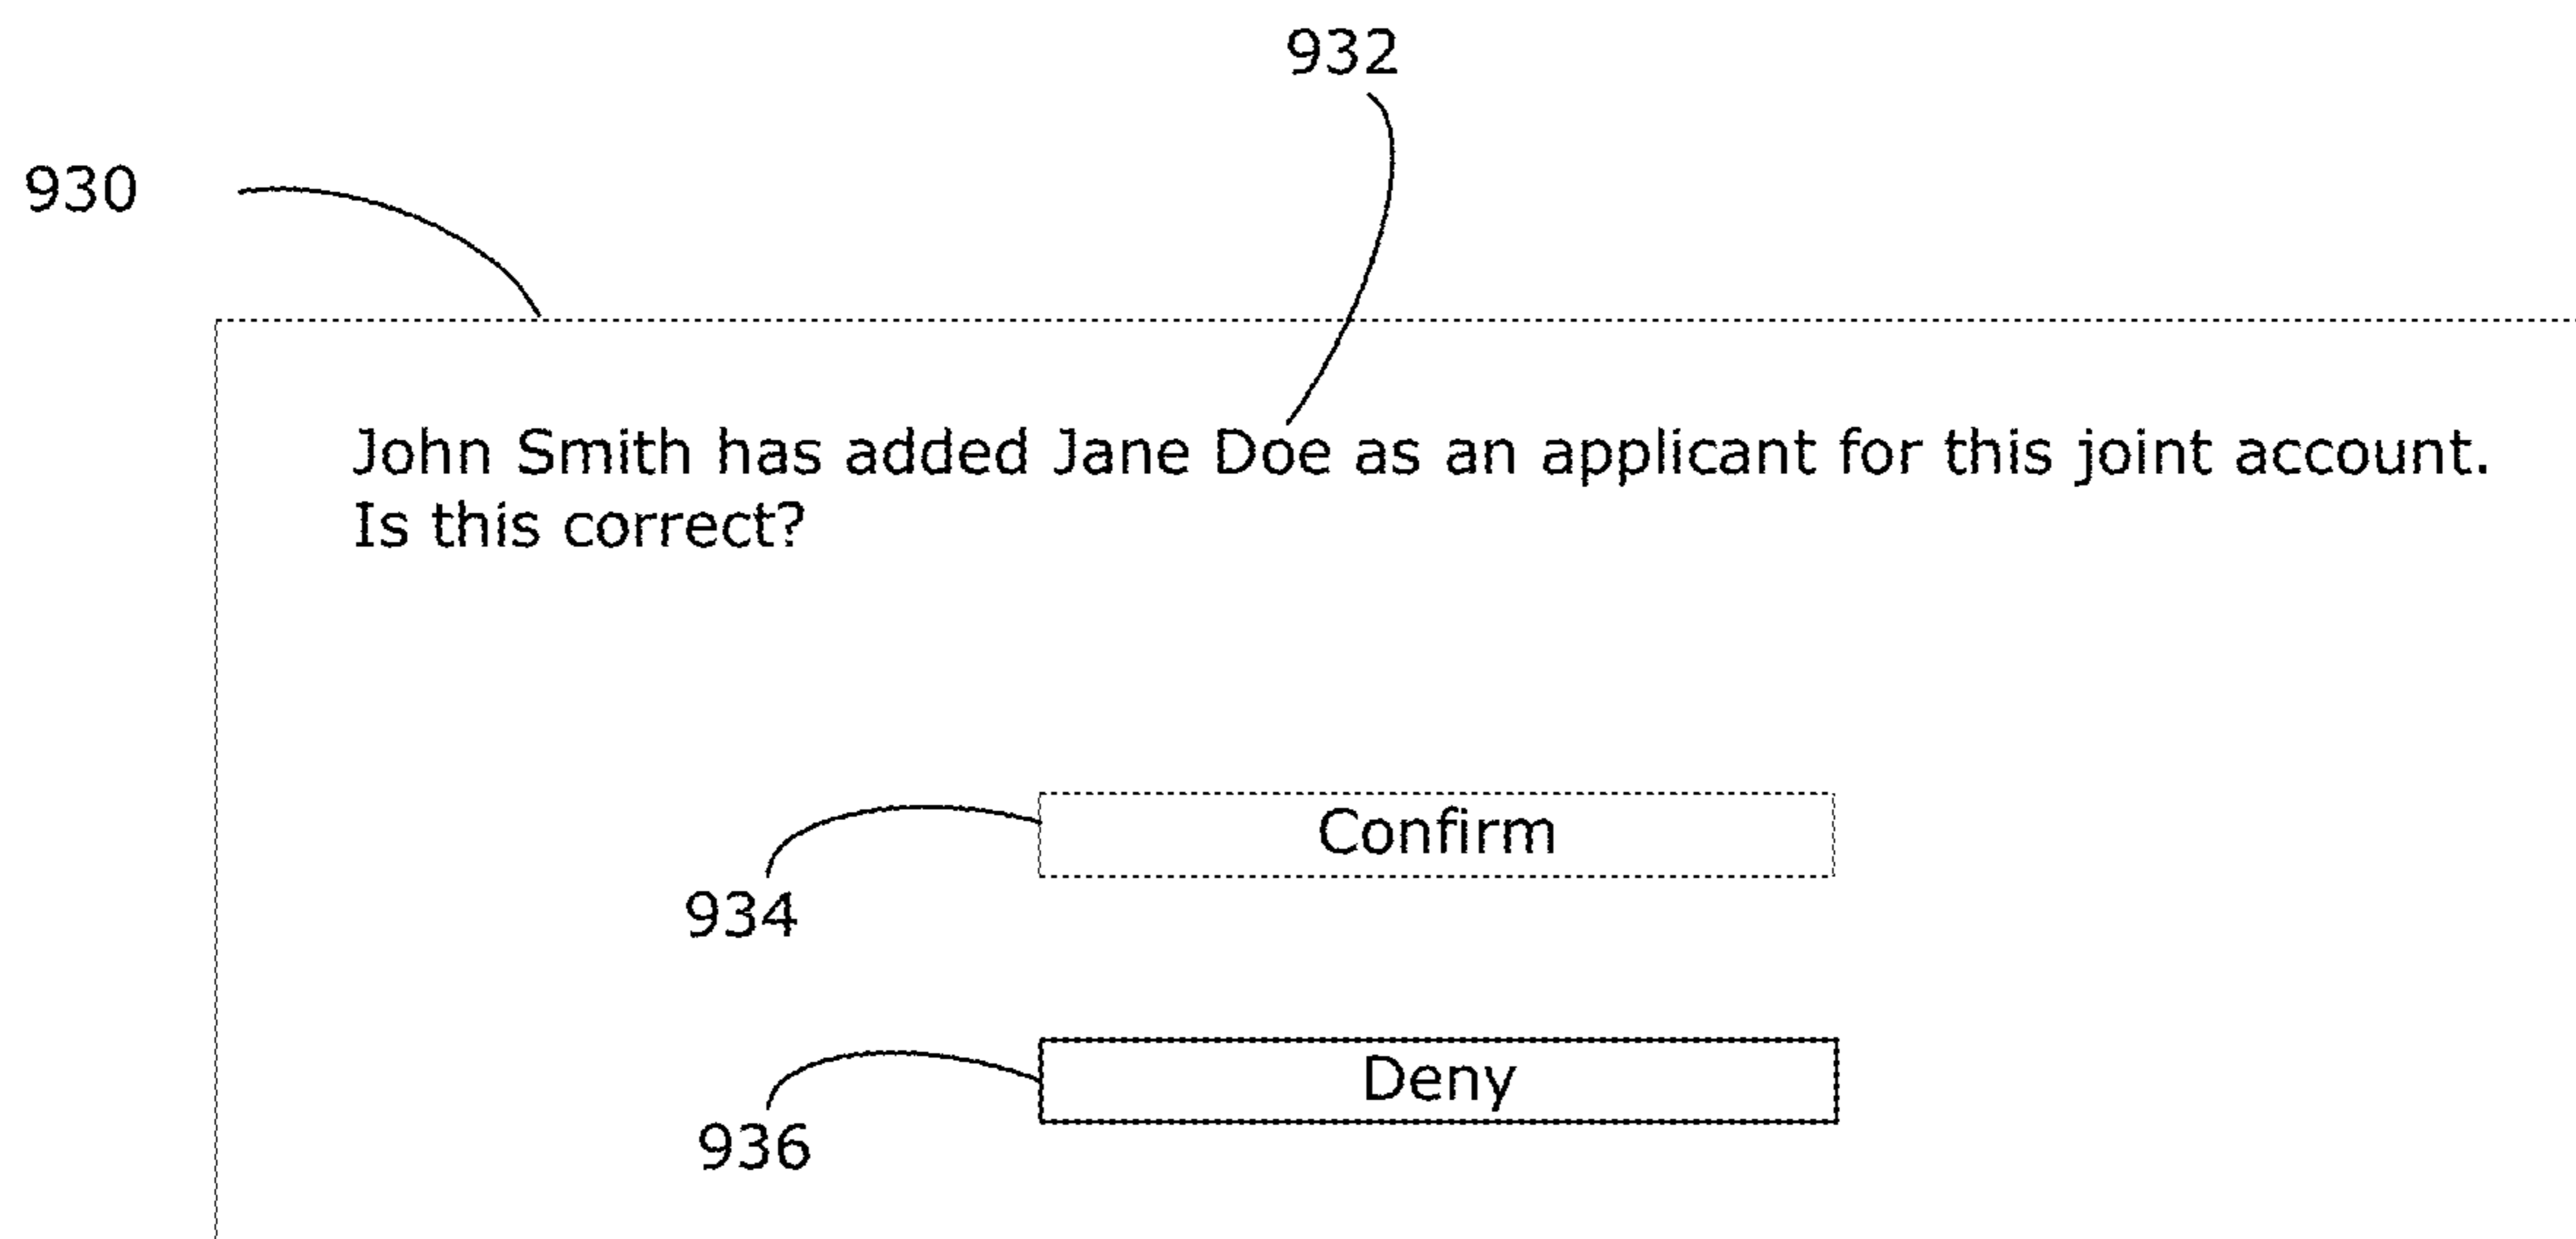 932
930
John Smith has added Jane Doe as an applicant for this joint account.
Is this correct?
Confirm
934
Deny
936